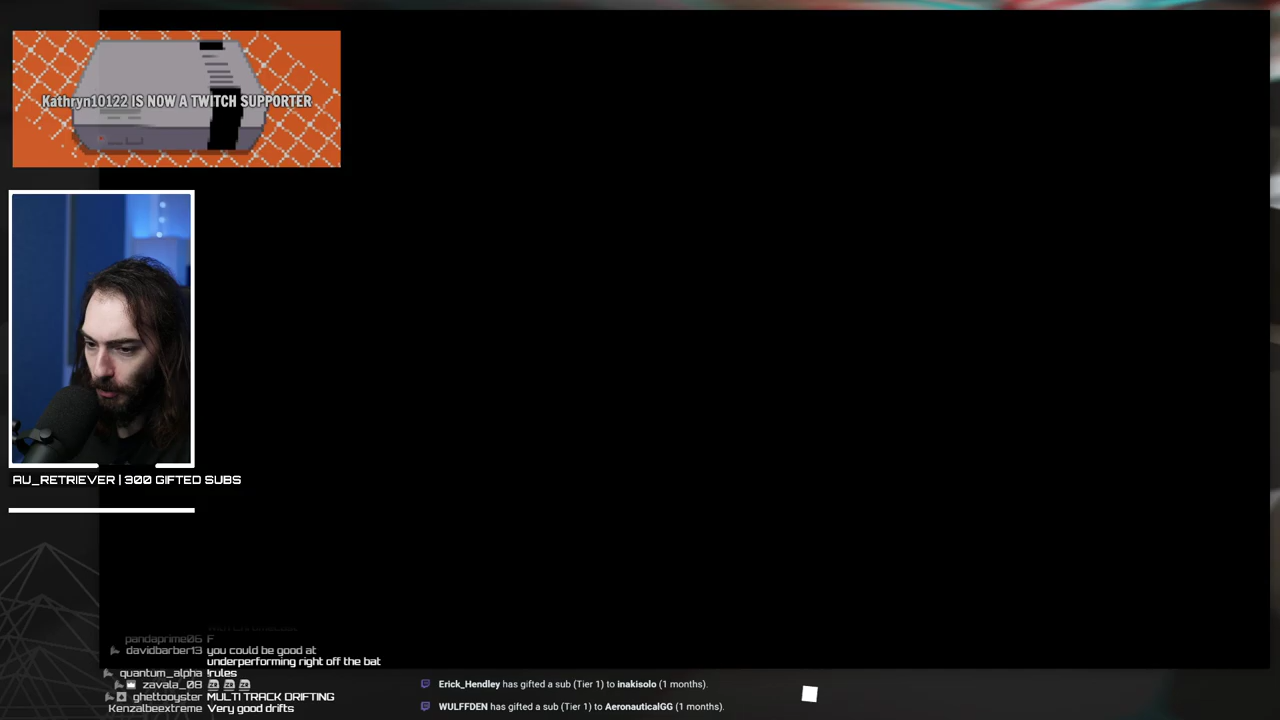 Kathryn10122 IS NOW A TWITCH SUPPORTER
AU_RETRIEVER | 300 GIFTED SUBS
pandaprime06 F
davidbarber13 you could be good at
underperforming right off the bat
quantum_alpha !rules
zavala_08
ghettooyster MULTI TRACK DRIFTING
Kenzalbeextreme Very good drifts
Erick_Hendley has gifted a sub (Tier 1) to inakisolo (1 months).
WULFFDEN has gifted a sub (Tier 1) to AeronauticalGG (1 months).